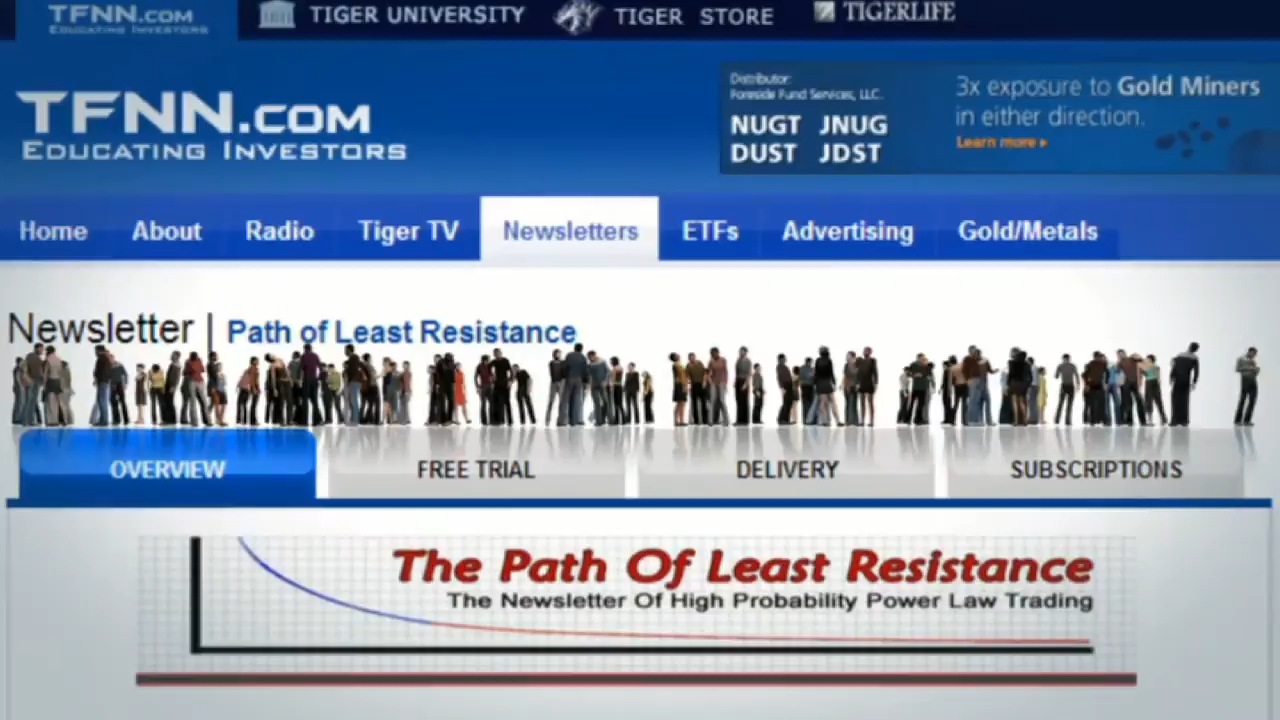 TFNN.COM
EDUCATING INVESTORS
TIGER UNIVERSITY
TIGER STORE
TIGERLIFE
TFNN.COM
EDUCATING INVESTORS
Distributor:
Foreside Fund Services, LLC.
NUGT JNUG
DUST JDST
3x exposure to Gold Miners
in either direction.
Learn more
Home About Radio Tiger TV Newsletters ETFs Advertising Gold/Metals
Newsletter | Path of Least Resistance
OVERVIEW FREE TRIAL DELIVERY SUBSCRIPTIONS
The Path Of Least Resistance
The Newsletter Of High Probability Power Law Trading